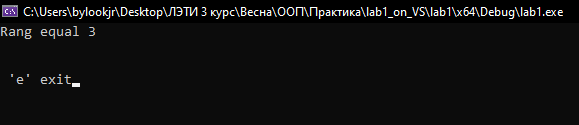 C:\Users\bylookjr\Desktop\ЛЭТИ 3 курс\Весна\ООП\Практика\lab1_on_VS\lab1\x64\Debug\lab1.exe
Rang equal 3
'e' exit